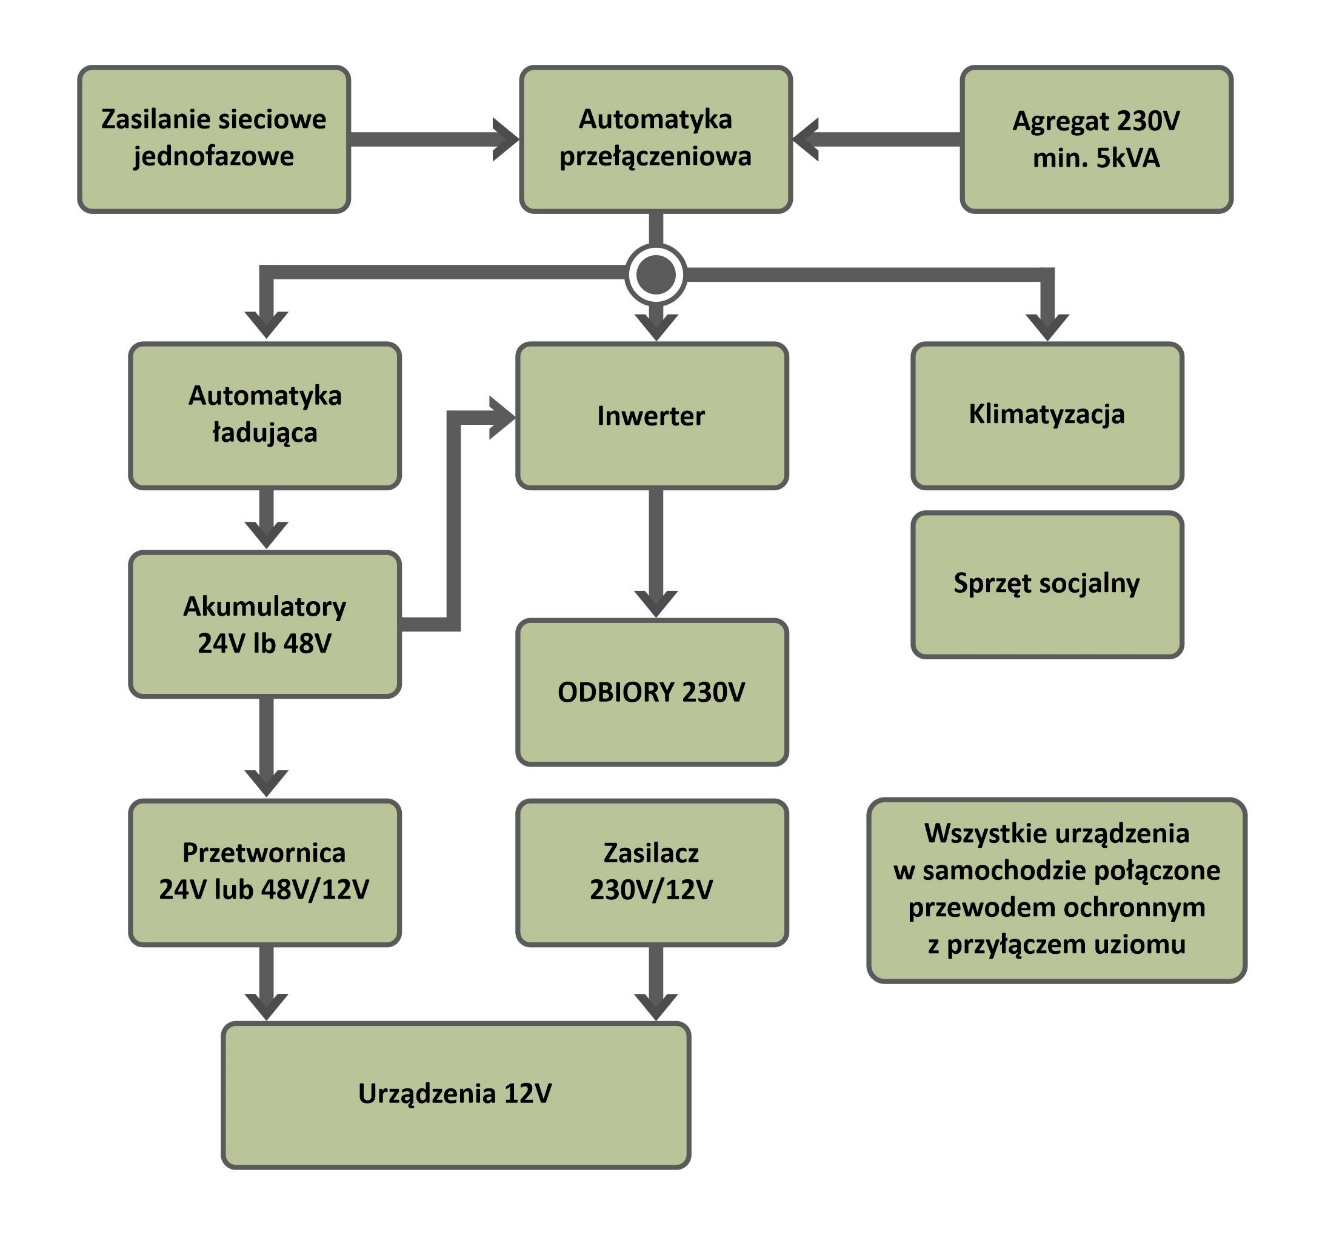 Zasilanie sieciowe
jednofazowe
Automatyka
przełączeniowa
Agregat 230V
min. 5kVA
Automatyka
ładująca
Inwerter
Klimatyzacja
Akumulatory
24V lb 48V
Sprzęt socjalny
ODBIORY 230V
Przetwornica
24V lub 48V/12V
Zasilacz
230V/12V
Wszystkie urządzenia
w samochodzie połączone
przewodem ochronnym
z przyłączem uziomu
Urządzenia 12V